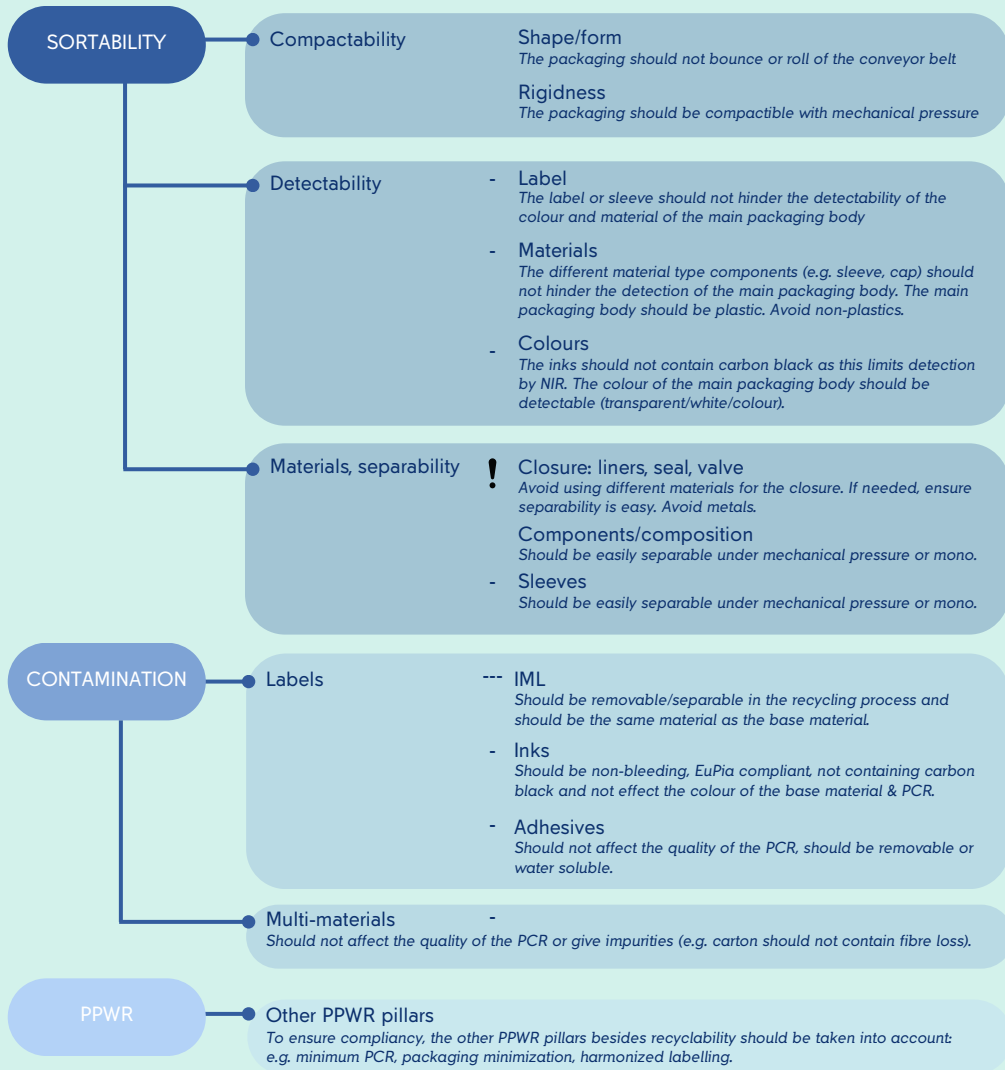 SORTABILITY
Compactability
Shape/form
The packaging should not bounce or roll of the conveyor belt
Rigidness
The packaging should be compactible with mechanical pressure
Detectability
- Label
The label or sleeve should not hinder the detectability of the
colour and material of the main packaging body
- Materials
The different material type components (e.g. sleeve, cap) should
not hinder the detection of the main packaging body. The main
packaging body should be plastic. Avoid non-plastics.
- Colours
The inks should not contain carbon black as this limits detection
by NIR. The colour of the main packaging body should be
detectable (transparent/white/colour).
Materials, separability
! Closure: liners, seal, valve
Avoid using different materials for the closure. If needed, ensure
separability is easy. Avoid metals.
Components/composition
Should be easily separable under mechanical pressure or mono.
- Sleeves
Should be easily separable under mechanical pressure or mono.
CONTAMINATION
Labels
--- IML
Should be removable/separable in the recycling process and
should be the same material as the base material.
- Inks
Should be non-bleeding, EuPia compliant, not containing carbon
black and not effect the colour of the base material & PCR.
- Adhesives
Should not affect the quality of the PCR, should be removable or
water soluble.
Multi-materials -
Should not affect the quality of the PCR or give impurities (e.g. carton should not contain fibre loss).
PPWR
Other PPWR pillars
To ensure compliancy, the other PPWR pillars besides recyclability should be taken into account:
e.g. minimum PCR, packaging minimization, harmonized labelling.